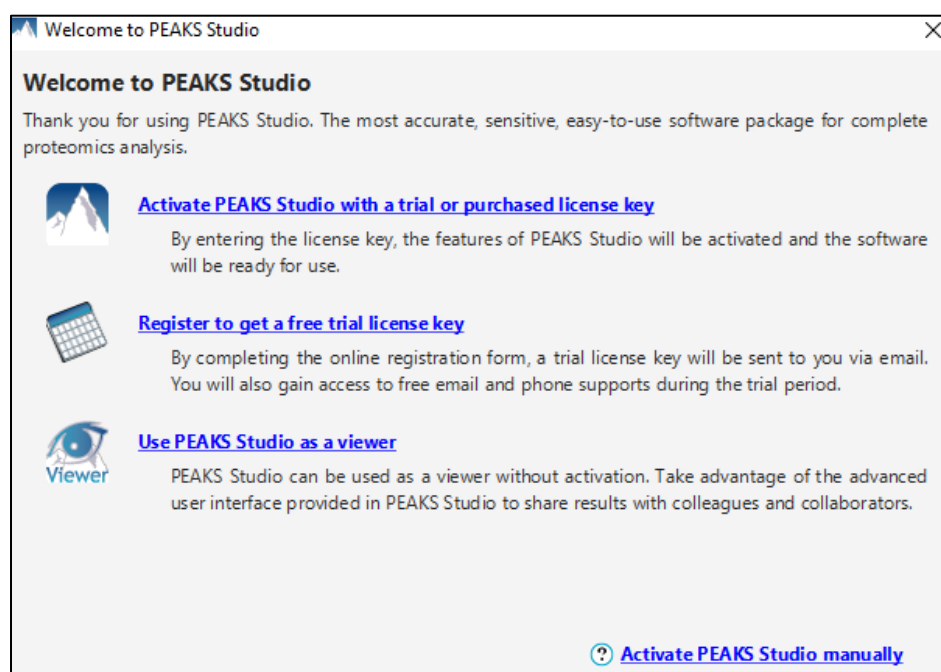 Welcome to PEAKS Studio
Welcome to PEAKS Studio
Thank you for using PEAKS Studio. The most accurate, sensitive, easy-to-use software package for complete
proteomics analysis.
Activate PEAKS Studio with a trial or purchased license key
By entering the license key, the features of PEAKS Studio will be activated and the software
will be ready for use.
Register to get a free trial license key
By completing the online registration form, a trial license key will be sent to you via email.
You will also gain access to free email and phone supports during the trial period.
Use PEAKS Studio as a viewer
Viewer
PEAKS Studio can be used as a viewer without activation. Take advantage of the advanced
user interface provided in PEAKS Studio to share results with colleagues and collaborators.
? Activate PEAKS Studio manually